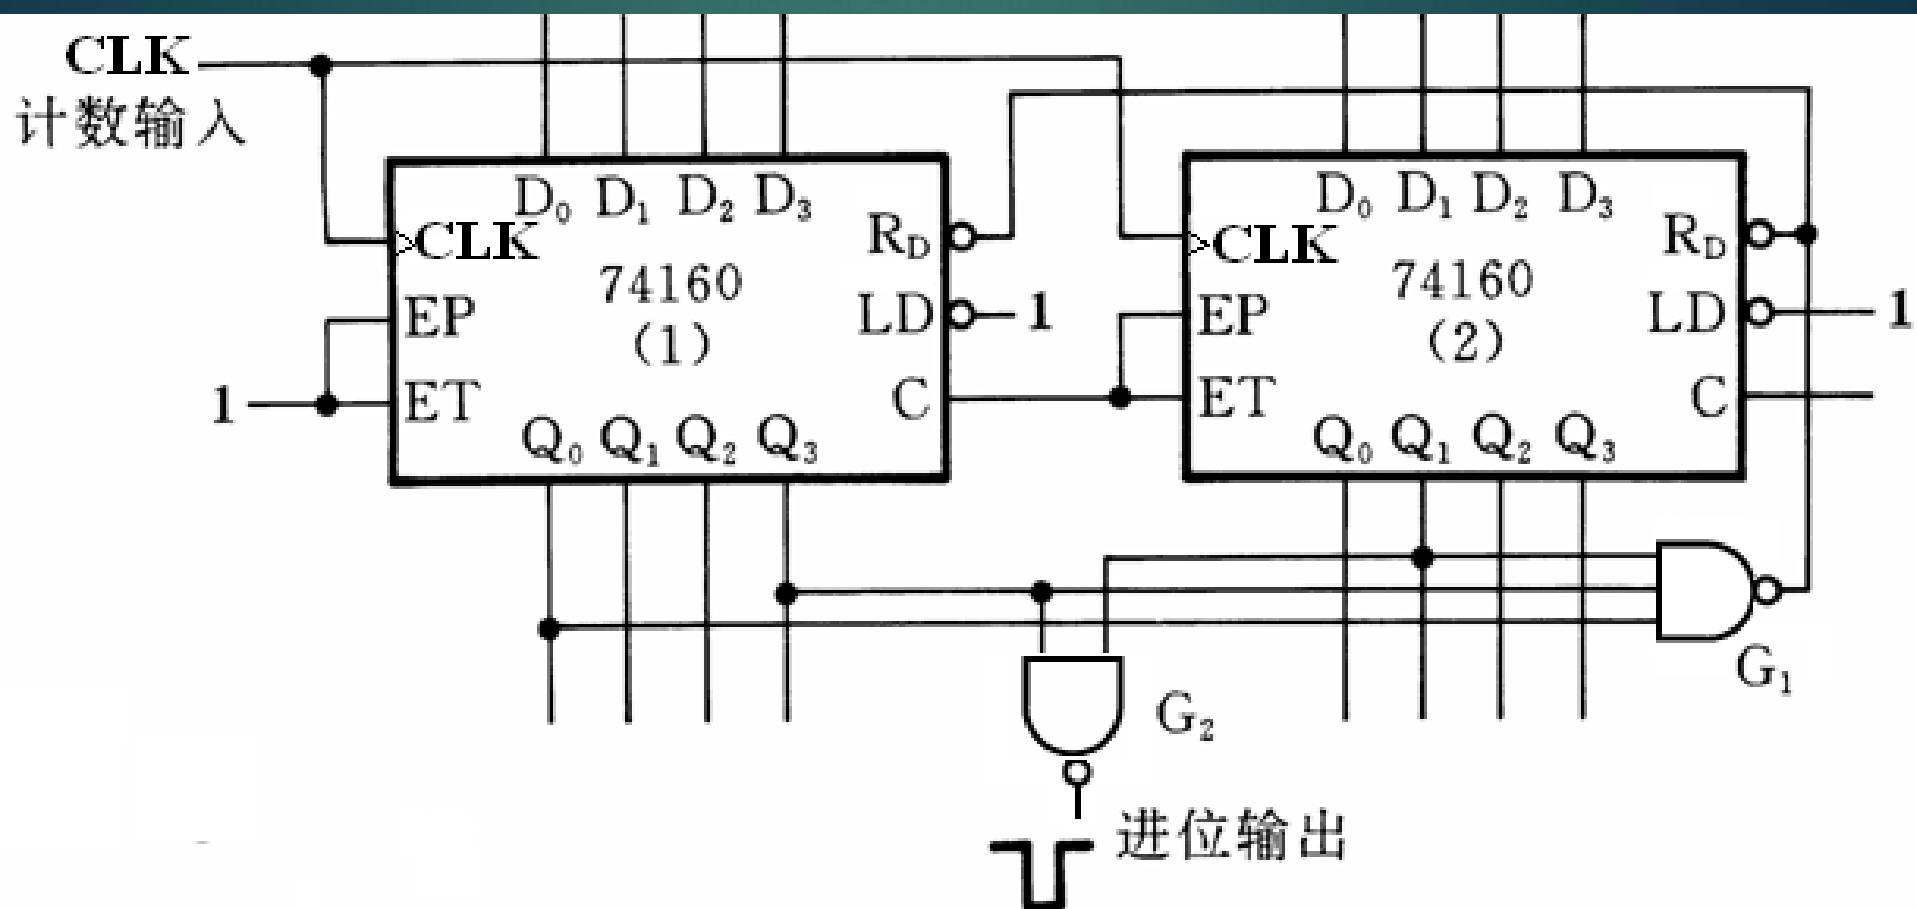 CLK
计数输入
D₀ D₁ D₂ D₃
CLK
R_D
74160
(1)
EP
LD
1
1
ET
C
Q₀ Q₁ Q₂ Q₃
D₀ D₁ D₂ D₃
CLK
R_D
74160
(2)
EP
LD
1
ET
C
Q₀ Q₁ Q₂ Q₃
G₁
G₂
进位输出